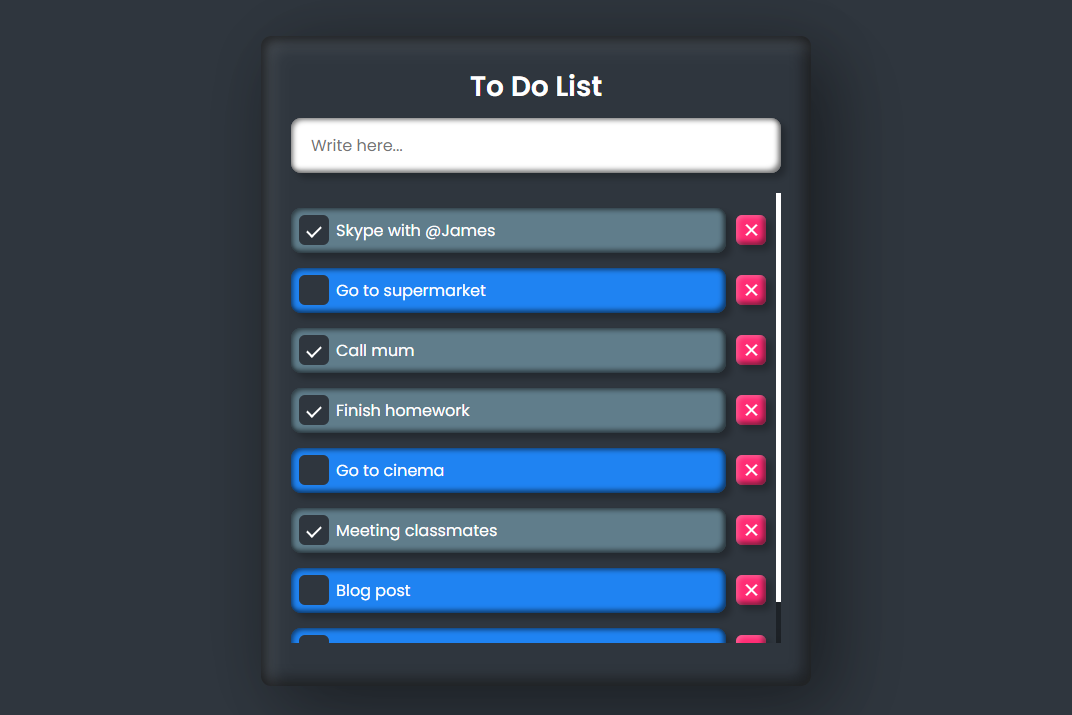 To Do List
Write here...
Skype with @James
Go to supermarket
Call mum
Finish homework
Go to cinema
Meeting classmates
Blog post